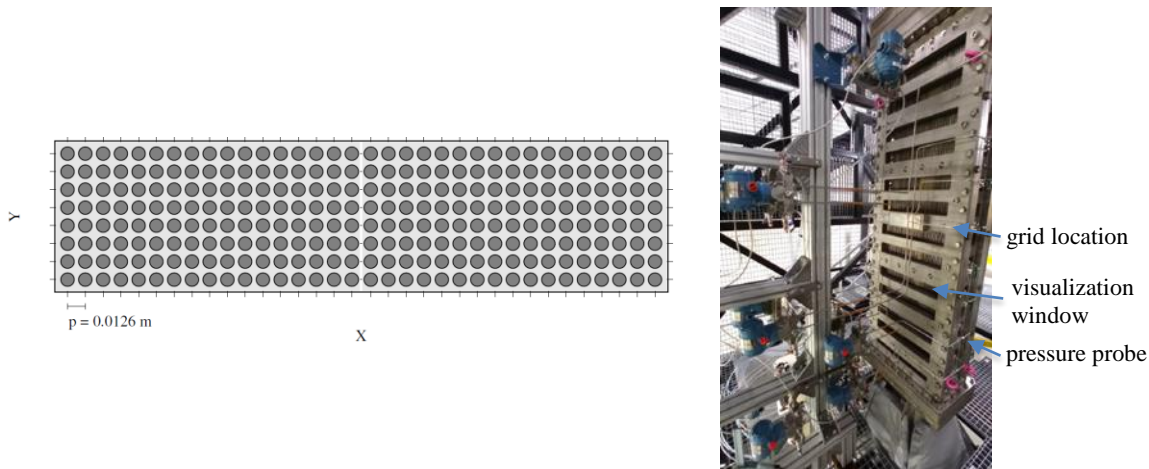 Y
p = 0.0126 m
X
grid location
visualization
window
pressure probe